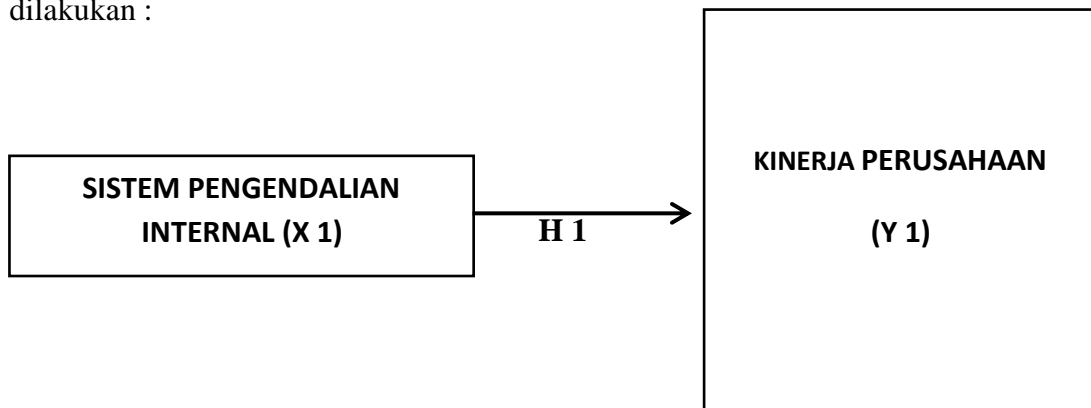 dilakukan :
SISTEM PENGENDALIAN
INTERNAL (X 1)
H 1
KINERJA PERUSAHAAN
(Y 1)